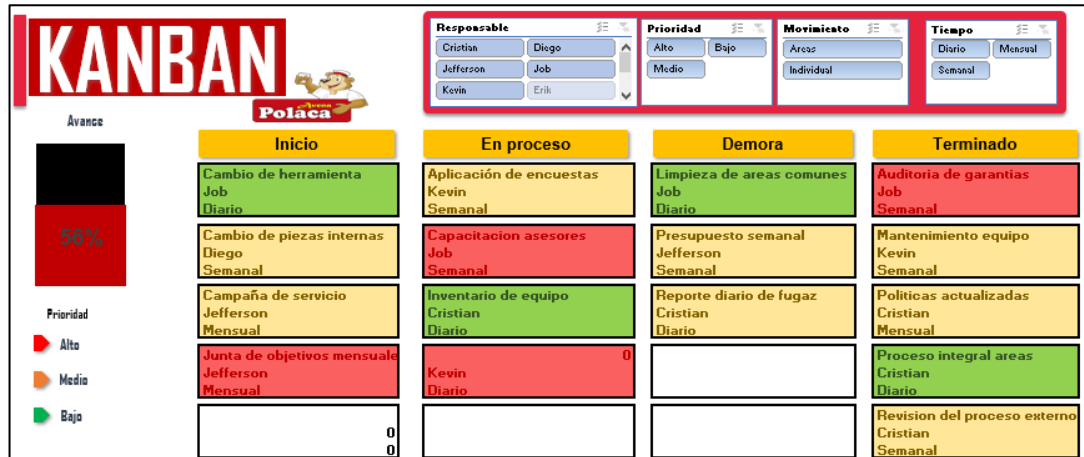 KANBAN
Avena
Polaca
Responsable
Cristian
Diego
Jefferson
Job
Kevin
Erik
Prioridad
Alto
Bajo
Medio
Movimiento
Areas
Individual
Tiempo
Diario
Mensual
Semanal
Avance
56%
Prioridad
Alto
Medio
Bajo
Inicio
Cambio de herramienta
Job
Diario
Cambio de piezas internas
Diego
Semanal
Campaña de servicio
Jefferson
Mensual
Junta de objetivos mensuale
Jefferson
Mensual
0
0
En proceso
Aplicación de encuestas
Kevin
Semanal
Capacitacion asesores
Job
Semanal
Inventario de equipo
Cristian
Diario
0
Kevin
Diario
Demora
Limpieza de areas comunes
Job
Diario
Presupuesto semanal
Jefferson
Semanal
Reporte diario de fugaz
Cristian
Diario
Terminado
Auditoria de garantias
Job
Semanal
Mantenimiento equipo
Kevin
Semanal
Politicas actualizadas
Cristian
Mensual
Proceso integral areas
Cristian
Diario
Revision del proceso externo
Cristian
Semanal